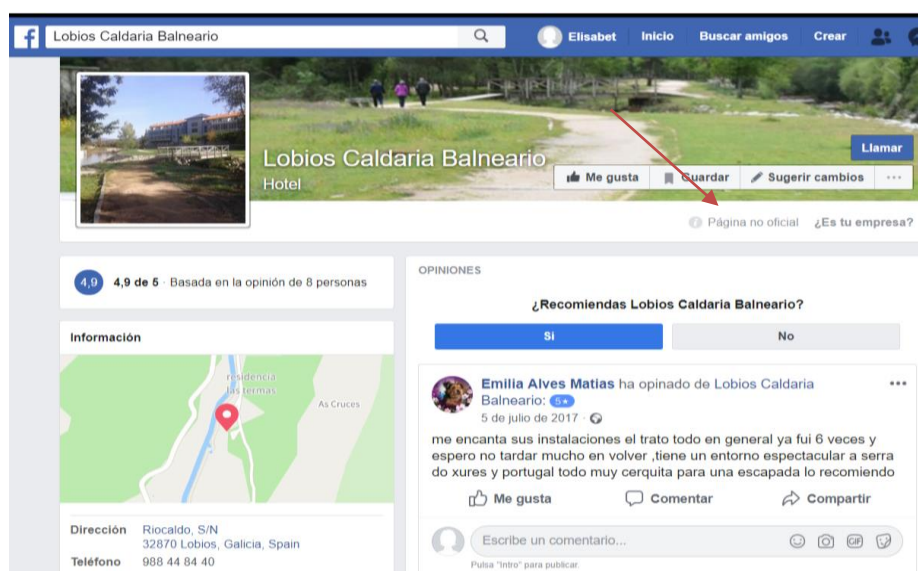 f
Lobios Caldaria Balneario
Elisabet Inicio Buscar amigos Crear
Lobios Caldaria Balneario
Hotel
Llamar
Me gusta Guardar Sugerir cambios ...
Página no oficial ¿Es tu empresa?
4,9 4,9 de 5 · Basada en la opinión de 8 personas
Información
residencia
las termas
As Cruces
Dirección Riocaldo, S/N
32870 Lobios, Galicia, Spain
Teléfono 988 44 84 40
OPINIONES
¿Recomiendas Lobios Caldaria Balneario?
Sí No
Emilia Alves Matias ha opinado de Lobios Caldaria
Balneario: 5★
5 de julio de 2017 ·
me encanta sus instalaciones el trato todo en general ya fui 6 veces y
espero no tardar mucho en volver ,tiene un entorno espectacular a serra
do xures y portugal todo muy cerquita para una escapada lo recomiendo
Me gusta Comentar Compartir
Escribe un comentario... GIF
Pulsa "Intro" para publicar.